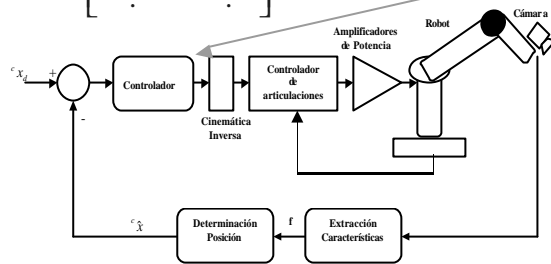 Cámara
Robot
Amplificadores
de Potencia
c x d
+
-
Controlador
Cinemática
Inversa
Controlador
de
articulaciones
c x̂
Determinación
Posición
f
Extracción
Características